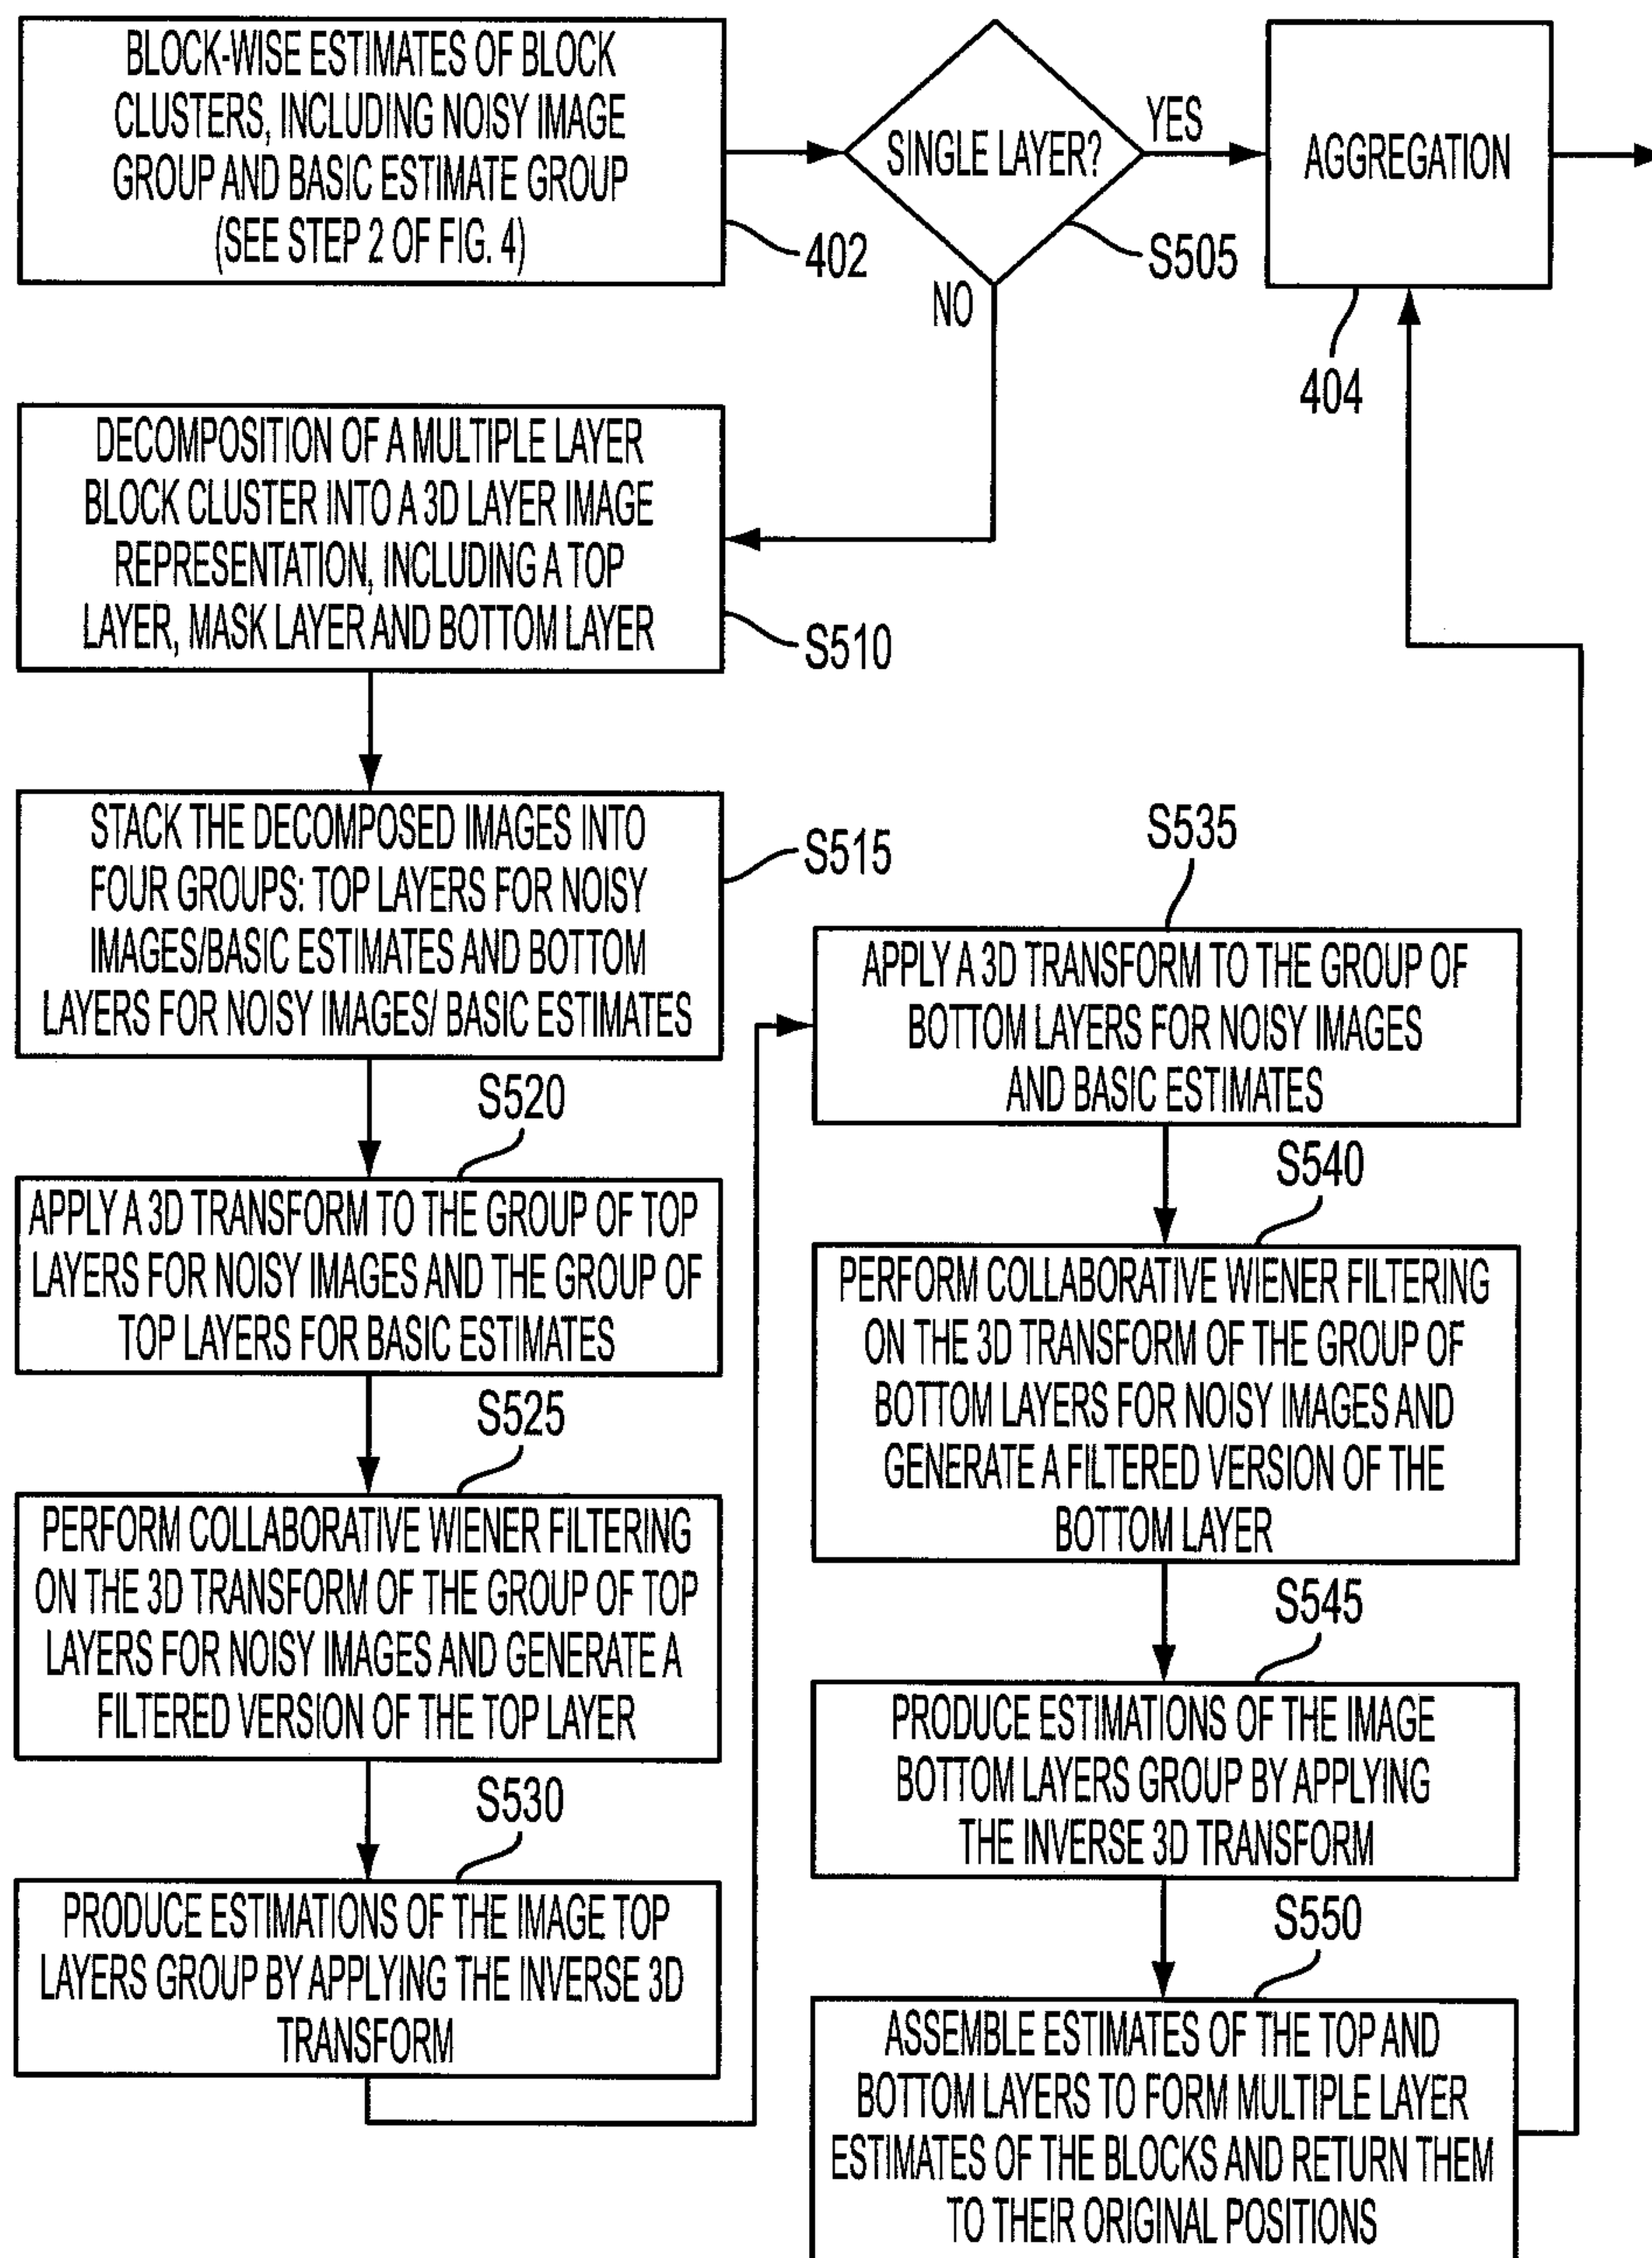 BLOCK-WISE ESTIMATES OF BLOCK
CLUSTERS, INCLUDING NOISY IMAGE
GROUP AND BASIC ESTIMATE GROUP
(SEE STEP 2 OF FIG. 4)
402
SINGLE LAYER?
YES
S505
NO
AGGREGATION
404
DECOMPOSITION OF A MULTIPLE LAYER
BLOCK CLUSTER INTO A 3D LAYER IMAGE
REPRESENTATION, INCLUDING A TOP
LAYER, MASK LAYER AND BOTTOM LAYER
S510
STACK THE DECOMPOSED IMAGES INTO
FOUR GROUPS: TOP LAYERS FOR NOISY
IMAGES/BASIC ESTIMATES AND BOTTOM
LAYERS FOR NOISY IMAGES/ BASIC ESTIMATES
S515
S520
APPLY A 3D TRANSFORM TO THE GROUP OF TOP
LAYERS FOR NOISY IMAGES AND THE GROUP OF
TOP LAYERS FOR BASIC ESTIMATES
S525
PERFORM COLLABORATIVE WIENER FILTERING
ON THE 3D TRANSFORM OF THE GROUP OF TOP
LAYERS FOR NOISY IMAGES AND GENERATE A
FILTERED VERSION OF THE TOP LAYER
S530
PRODUCE ESTIMATIONS OF THE IMAGE TOP
LAYERS GROUP BY APPLYING THE INVERSE 3D
TRANSFORM
S535
APPLY A 3D TRANSFORM TO THE GROUP OF
BOTTOM LAYERS FOR NOISY IMAGES
AND BASIC ESTIMATES
S540
PERFORM COLLABORATIVE WIENER FILTERING
ON THE 3D TRANSFORM OF THE GROUP OF
BOTTOM LAYERS FOR NOISY IMAGES AND
GENERATE A FILTERED VERSION OF THE
BOTTOM LAYER
S545
PRODUCE ESTIMATIONS OF THE IMAGE
BOTTOM LAYERS GROUP BY APPLYING
THE INVERSE 3D TRANSFORM
S550
ASSEMBLE ESTIMATES OF THE TOP AND
BOTTOM LAYERS TO FORM MULTIPLE LAYER
ESTIMATES OF THE BLOCKS AND RETURN THEM
TO THEIR ORIGINAL POSITIONS